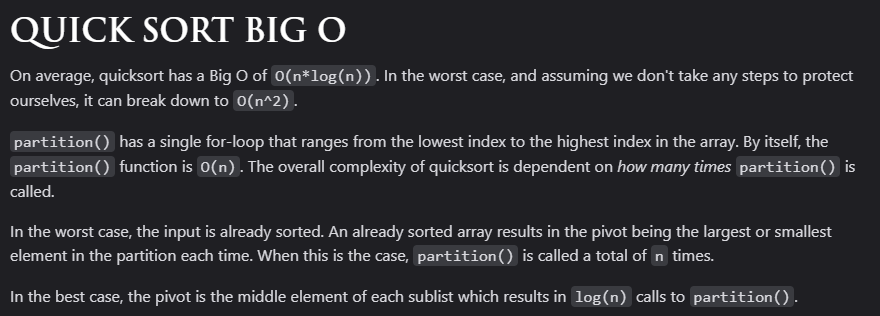 QUICK SORT BIG O
On average, quicksort has a Big O of O(n*log(n)). In the worst case, and assuming we don't take any steps to protect
ourselves, it can break down to O(n^2).
partition() has a single for-loop that ranges from the lowest index to the highest index in the array. By itself, the
partition() function is O(n). The overall complexity of quicksort is dependent on how many times partition() is
called.
In the worst case, the input is already sorted. An already sorted array results in the pivot being the largest or smallest
element in the partition each time. When this is the case, partition() is called a total of n times.
In the best case, the pivot is the middle element of each sublist which results in log(n) calls to partition().